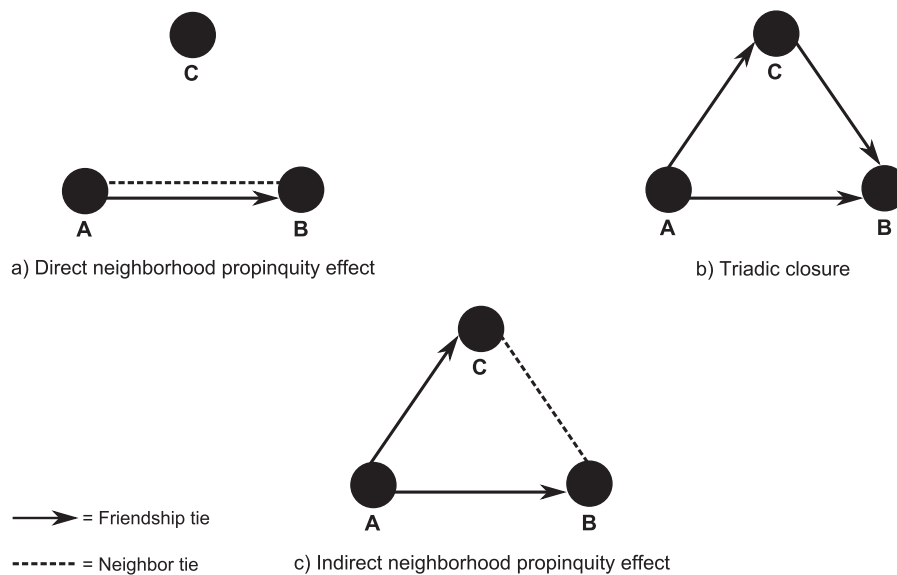 C
A
B
a) Direct neighborhood propinquity effect
C
A
B
b) Triadic closure
C
A
B
c) Indirect neighborhood propinquity effect
= Friendship tie
= Neighbor tie